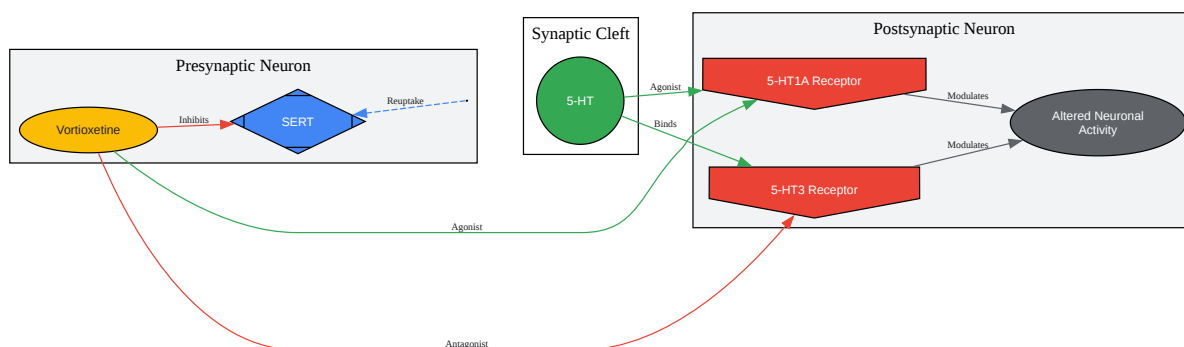 Synaptic Cleft
Postsynaptic Neuron
Presynaptic Neuron
5-HT1A Receptor
Agonist
Reuptake
Modulates
5-HT
Altered Neuronal
Activity
Inhibits
SERT
Vortioxetine
Binds
Modulates
5-HT3 Receptor
Agonist
Antagonist